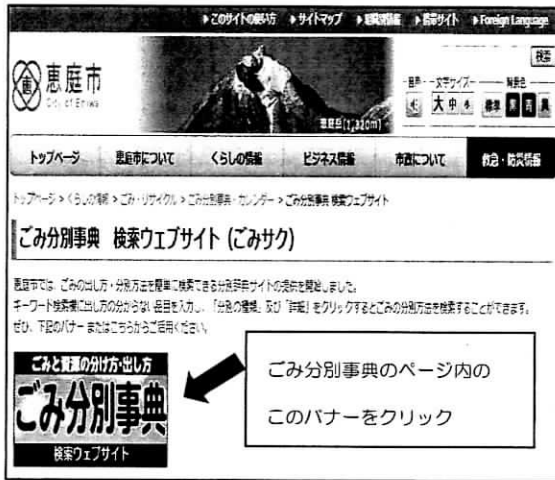 ▶このサイトの使い方 ▶サイトマップ ▶組織別情報 ▶携帯サイト ▶Foreign Language
検索
恵庭市
City of Eniwa
恵庭岳(1,320m)
音声 文字サイズ 背景色
大 中 小 標準 黒 青 黄
トップページ 恵庭市について くらしの情報 ビジネス情報 市政について 救急・防災情報
トップページ > くらしの情報 > ごみ・リサイクル > ごみ分別事典・カレンダー > ごみ分別事典 検索ウェブサイト
ごみ分別事典 検索ウェブサイト (ごみサク)
恵庭市では、ごみの出し方・分別方法を簡単に検索できる分別辞典サイトの提供を開始しました。
キーワード検索欄に出し方の分からない品目を入力し、「分別の種類」及び「詳細」をクリックするとごみの分別方法を検索することができます。
ぜひ、下記のバナーまたはこちらからご活用ください。
ごみと資源の分け方・出し方
ごみ分別事典
検索ウェブサイト
ごみ分別事典のページ内の
このバナーをクリック